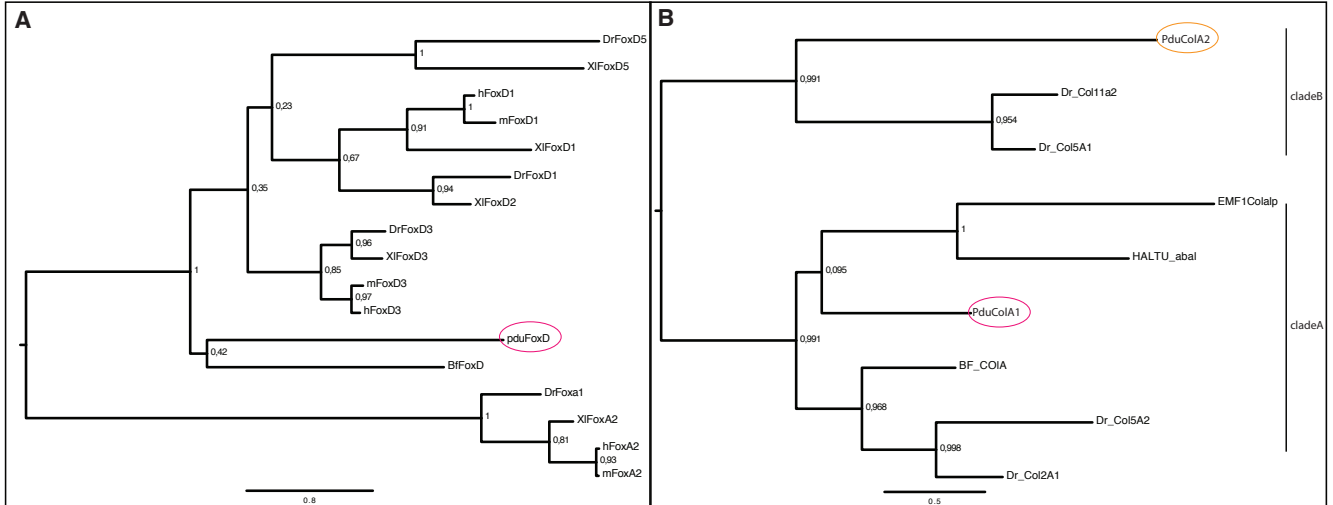 A
DrFoxD5
1
XlFoxD5
0,23
hFoxD1
1
mFoxD1
0,91
XlFoxD1
0,67
DrFoxD1
0,94
XlFoxD2
0,35
DrFoxD3
0,96
XlFoxD3
0,85
mFoxD3
0,97
hFoxD3
1
pduFoxD
0,42
BfFoxD
DrFoxa1
1
XlFoxA2
0,81
hFoxA2
0,93
mFoxA2
0.8
B
PduColA2
0,991
Dr_Col11a2
0,954
Dr_Col5A1
cladeB
EMF1Colalp
1
HALTU_abal
0,095
PduColA1
0,991
BF_COlA
0,968
Dr_Col5A2
0,998
Dr_Col2A1
cladeA
0.5